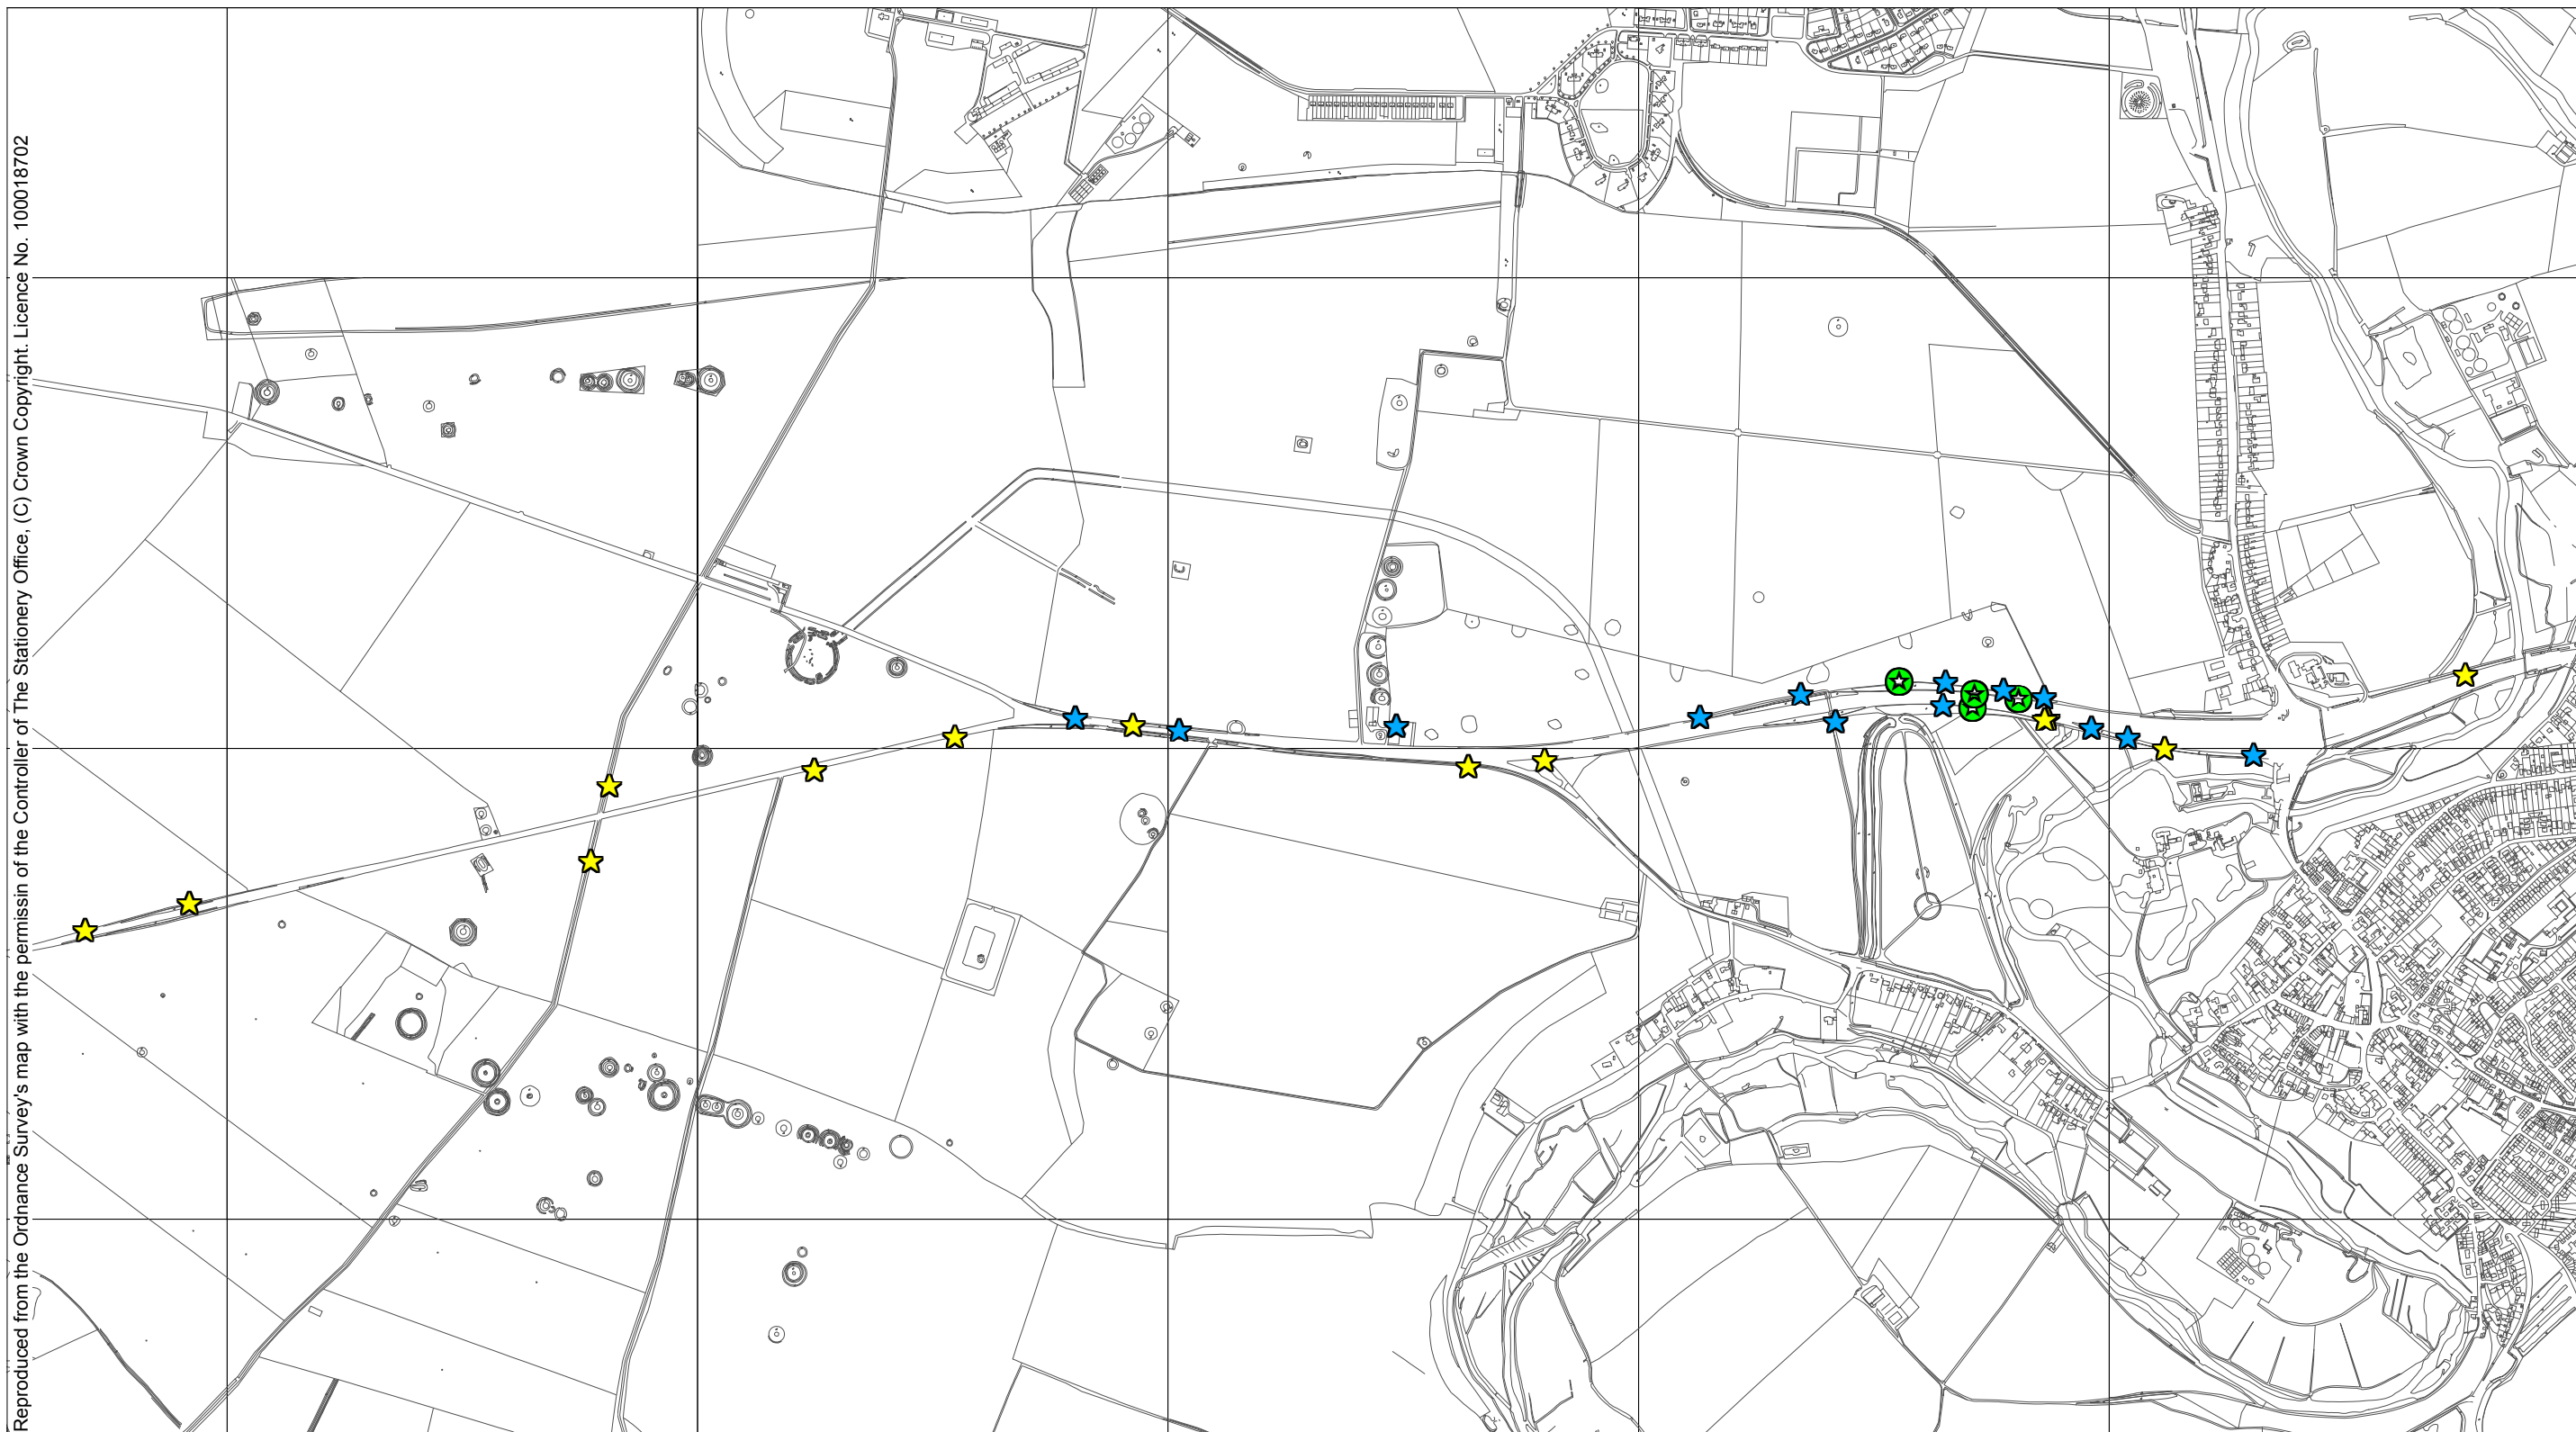 Reproduced from the Ordnance Survey's map with the permissin of the Controller of The Stationery Office, (C) Crown Copyright. Licence No. 100018702